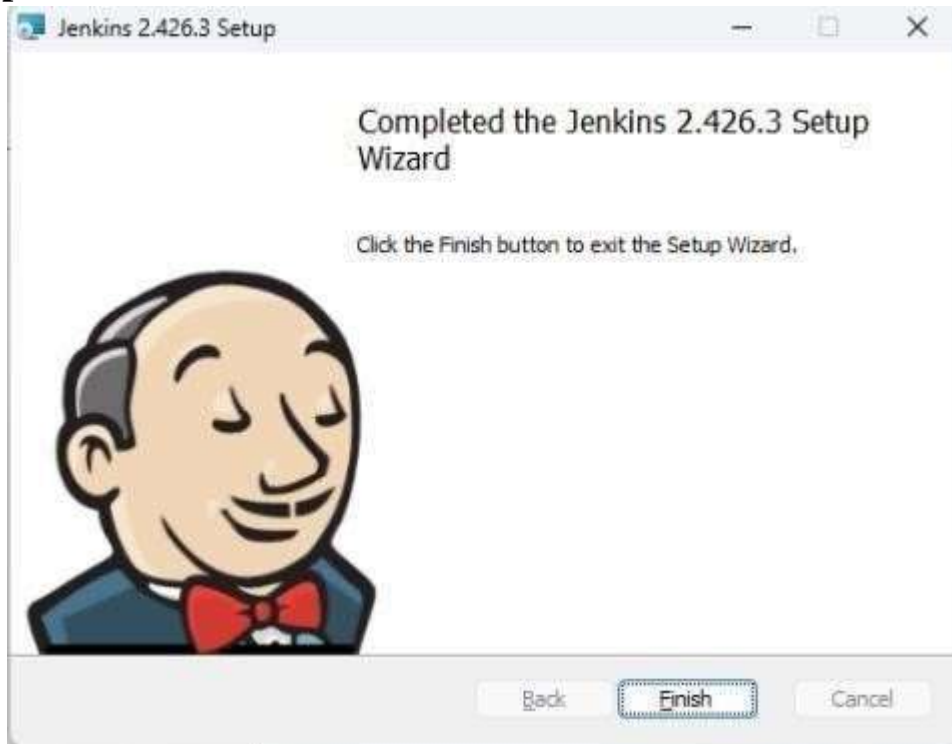 Jenkins 2.426.3 Setup
Completed the Jenkins 2.426.3 Setup
Wizard
Click the Finish button to exit the Setup Wizard.
Back Finish Cancel